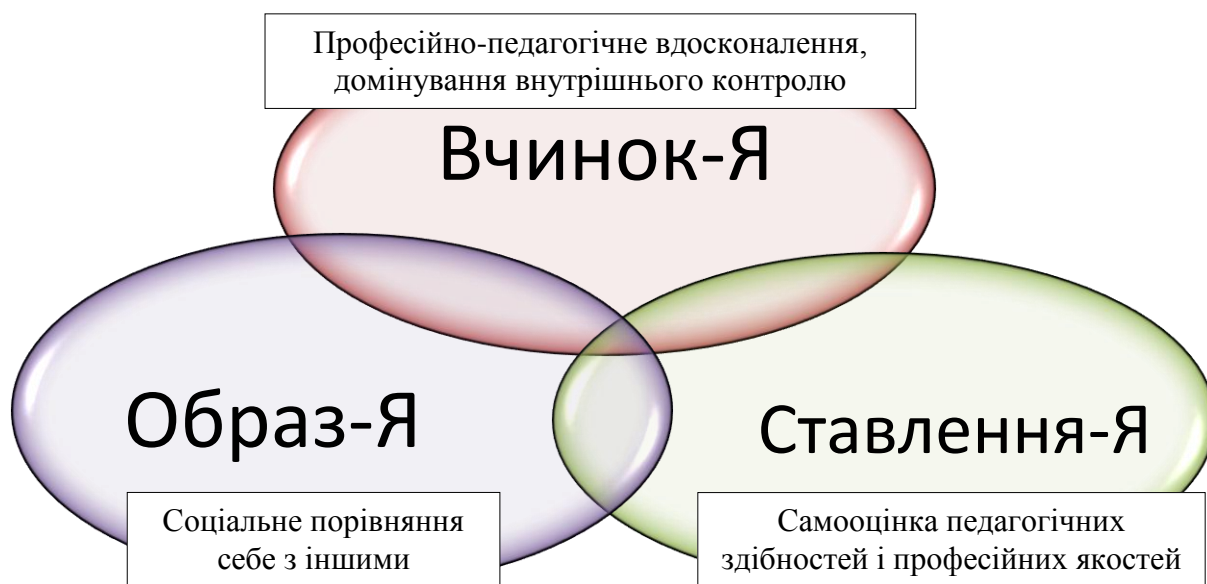 Професійно-педагогічне вдосконалення,
домінування внутрішнього контролю
Вчинок-Я
Образ-Я
Ставлення-Я
Соціальне порівняння
себе з іншими
Самооцінка педагогічних
здібностей і професійних якостей